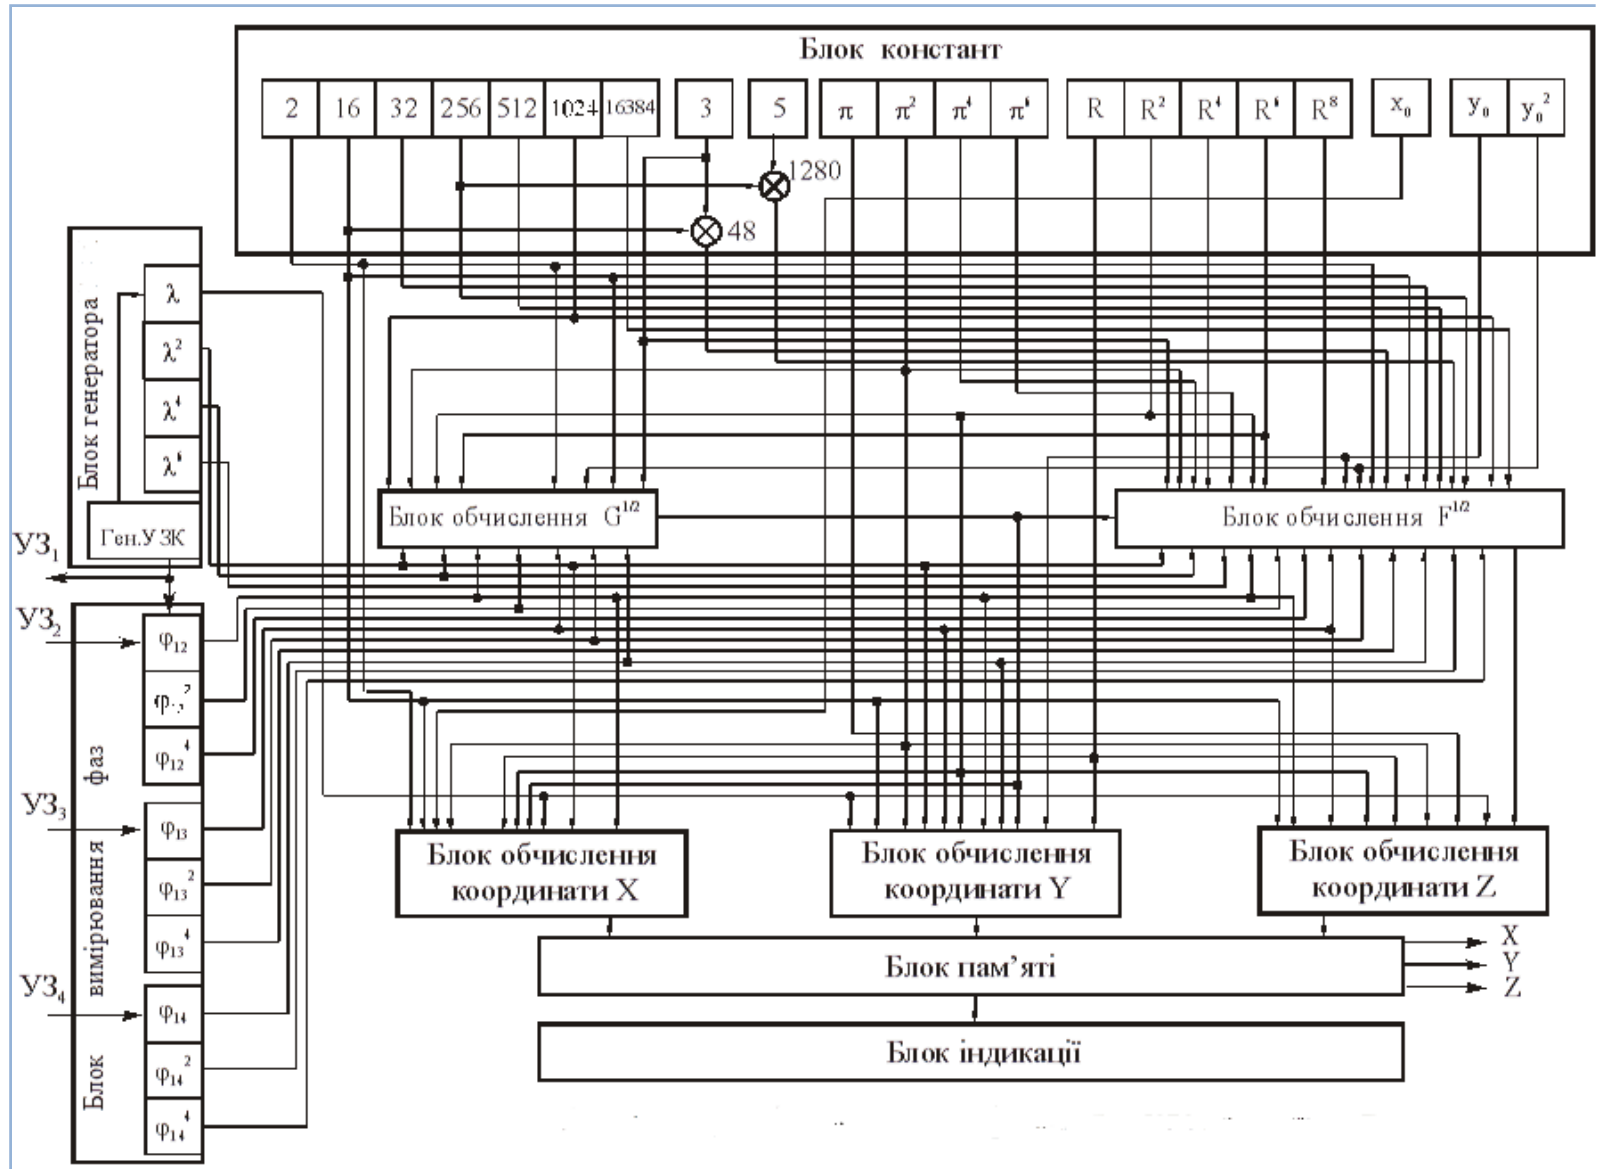 Блок констант
2 16 32 256 512 1024 16384 3 5 π π² π⁴ π⁶ R R² R⁴ R⁶ R⁸ x₀ y₀ y₀²
1280
48
Блок генератора
λ
λ²
λ⁴
λ⁶
Ген.УЗК
УЗ₁
Блок обчислення G^1/2
Блок обчислення F^1/2
УЗ₂
УЗ₃
УЗ₄
Блок вимірювання фаз
φ₁₂
φ₁₂⁴
φ₁₃
φ₁₃²
φ₁₃⁴
φ₁₄
φ₁₄²
φ₁₄⁴
Блок обчислення
координати X
Блок обчислення
координати Y
Блок обчислення
координати Z
Блок пам’яті
X
Y
Z
Блок індикації